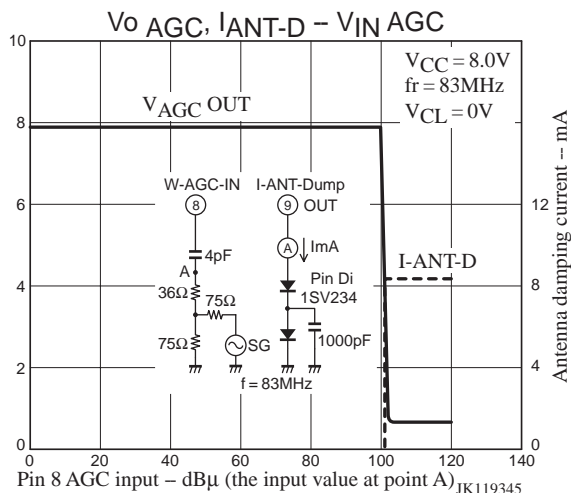 Vo AGC, IANT-D – VIN AGC
10
8
6
4
2
0
VAGC OUT
VCC = 8.0V
fr = 83MHz
VCL = 0V
W-AGC-IN
I-ANT-Dump
8
9
OUT
4pF
A
ImA
A
36Ω
75Ω
75Ω
SG
Pin Di
1SV234
1000pF
f = 83MHz
I-ANT-D
12
8
4
0
Antenna damping current – mA
0
20
40
60
80
100
120
140
Pin 8 AGC input – dBμ (the input value at point A)
JK119345